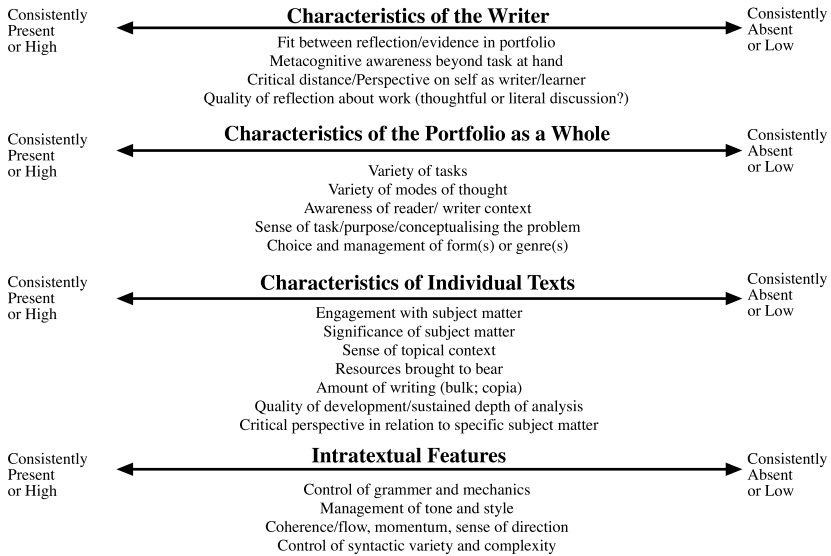 Characteristics of the Writer
Consistently
Present
or High
Consistently
Absent
or Low
Fit between reflection/evidence in portfolio
Metacognitive awareness beyond task at hand
Critical distance/Perspective on self as writer/learner
Quality of reflection about work (thoughtful or literal discussion?)
Characteristics of the Portfolio as a Whole
Consistently
Present
or High
Consistently
Absent
or Low
Variety of tasks
Variety of modes of thought
Awareness of reader/ writer context
Sense of task/purpose/conceptualising the problem
Choice and management of form(s) or genre(s)
Characteristics of Individual Texts
Consistently
Present
or High
Consistently
Absent
or Low
Engagement with subject matter
Significance of subject matter
Sense of topical context
Resources brought to bear
Amount of writing (bulk; copia)
Quality of development/sustained depth of analysis
Critical perspective in relation to specific subject matter
Intratextual Features
Consistently
Present
or High
Consistently
Absent
or Low
Control of grammer and mechanics
Management of tone and style
Coherence/flow, momentum, sense of direction
Control of syntactic variety and complexity